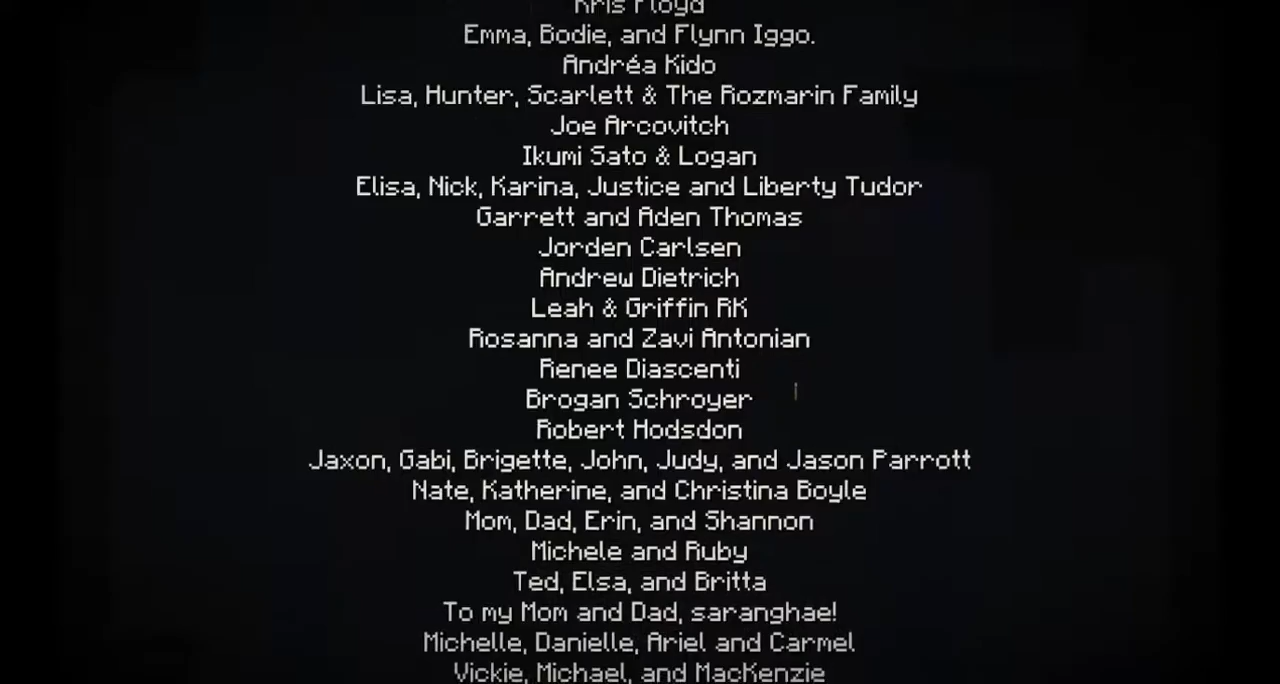 Kris Floyd
Emma, Bodie, and Flynn Iggo.
Andréa Kido
Lisa, Hunter, Scarlett & The Rozmarin Family
Joe Arcovitch
Ikumi Sato & Logan
Elisa, Nick, Karina, Justice and Liberty Tudor
Garrett and Aden Thomas
Jorden Carlsen
Andrew Dietrich
Leah & Griffin RK
Rosanna and Zavi Antonian
Renee Diascenti
Brogan Schroyer
Robert Hodsdon
Jaxon, Gabi, Brigette, John, Judy, and Jason Parrott
Nate, Katherine, and Christina Boyle
Mom, Dad, Erin, and Shannon
Michele and Ruby
Ted, Elsa, and Britta
To my Mom and Dad, saranghae!
Michelle, Danielle, Ariel and Carmel
Vickie, Michael, and MacKenzie